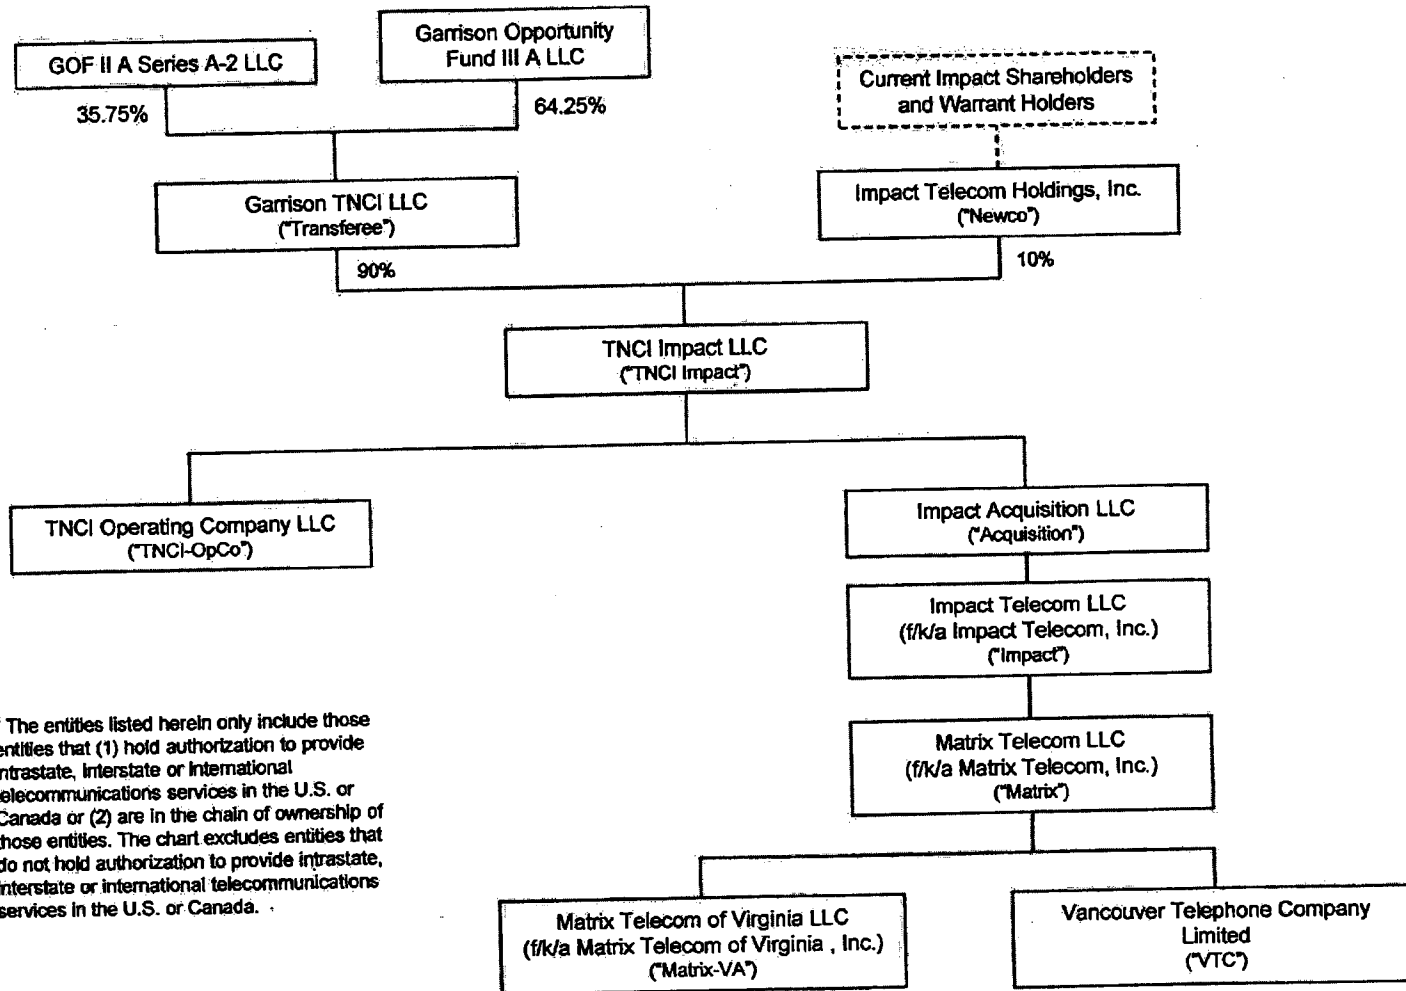 GOF II A Series A-2 LLC
Garrison Opportunity
Fund III A LLC
Current Impact Shareholders
and Warrant Holders
35.75%
64.25%
Garrison TNCI LLC
("Transferee")
Impact Telecom Holdings, Inc.
("Newco")
90%
10%
TNCI Impact LLC
("TNCI Impact")
TNCI Operating Company LLC
("TNCI-OpCo")
Impact Acquisition LLC
("Acquisition")
Impact Telecom LLC
(f/k/a Impact Telecom, Inc.)
("Impact")
Matrix Telecom LLC
(f/k/a Matrix Telecom, Inc.)
("Matrix")
The entities listed herein only include those
entities that (1) hold authorization to provide
intrastate, interstate or international
telecommunications services in the U.S. or
Canada or (2) are in the chain of ownership of
those entities. The chart excludes entities that
do not hold authorization to provide intrastate,
interstate or international telecommunications
services in the U.S. or Canada.
Matrix Telecom of Virginia LLC
(f/k/a Matrix Telecom of Virginia , Inc.)
("Matrix-VA")
Vancouver Telephone Company
Limited
("VTC")